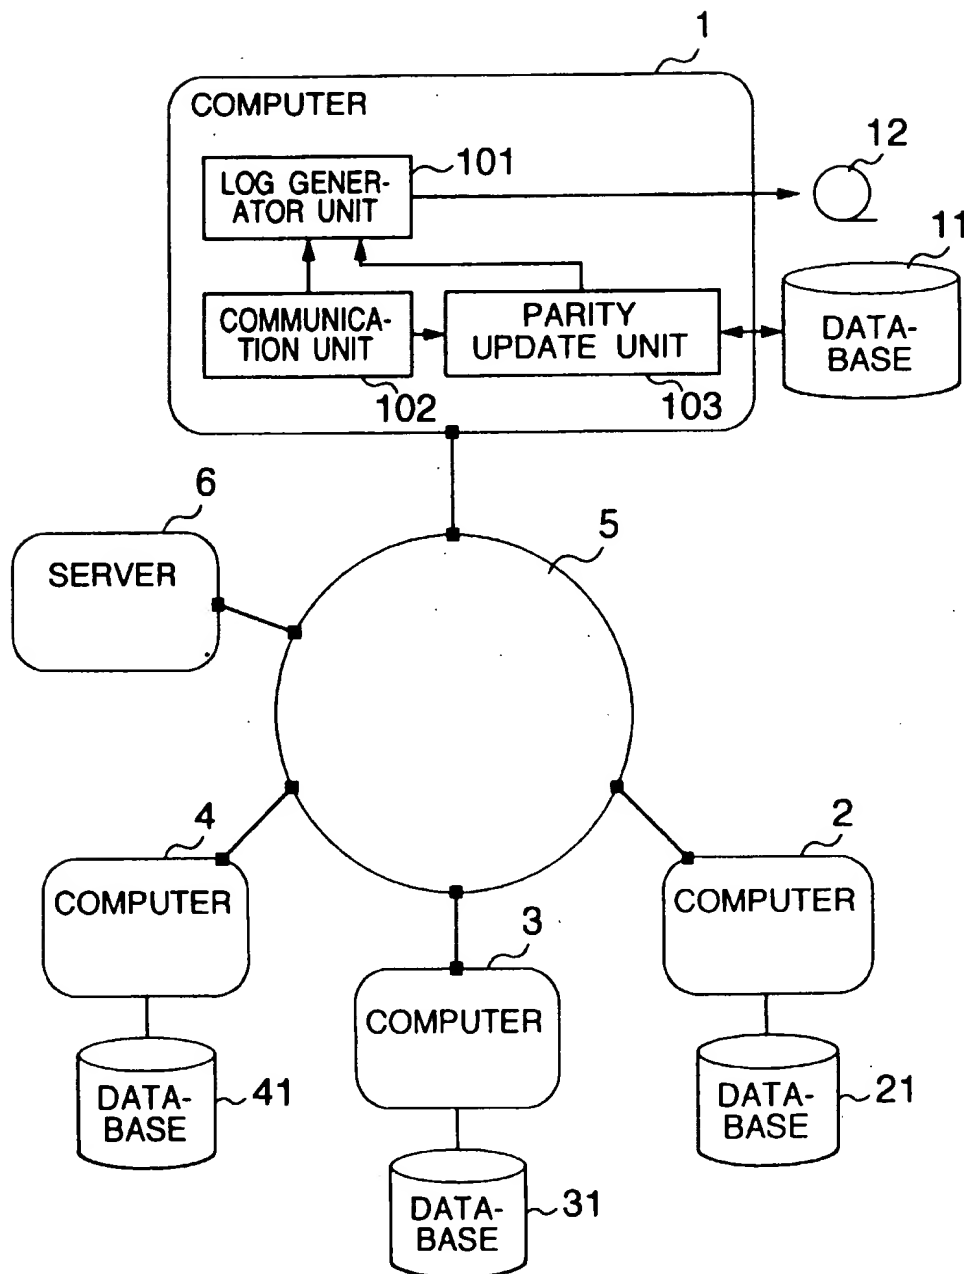 1
COMPUTER
101
12
LOG GENER-
ATOR UNIT
11
COMMUNICA-
TION UNIT
PARITY
UPDATE UNIT
DATA-
BASE
102
103
6
5
SERVER
4
2
COMPUTER
COMPUTER
3
COMPUTER
DATA-
BASE
41
DATA-
BASE
21
DATA-
BASE
31